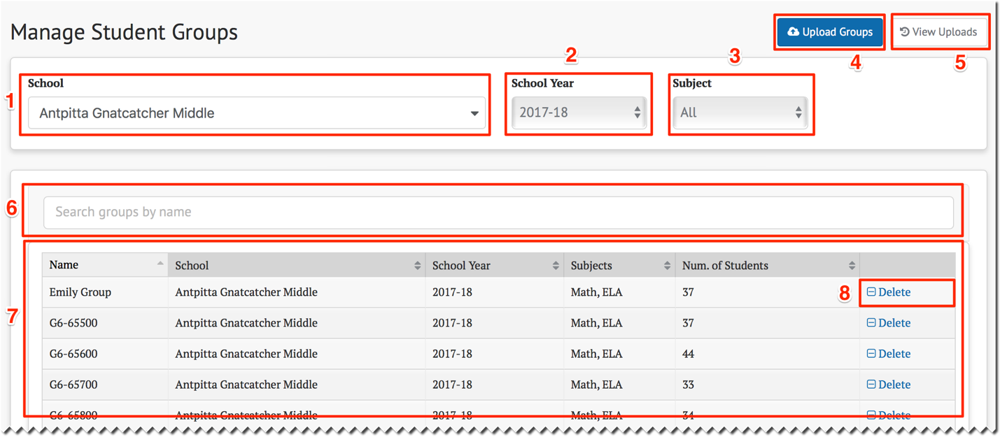 Manage Student Groups
Upload Groups
View Uploads
4
5
1
School
Antpitta Gnatcatcher Middle
2
School Year
2017-18
3
Subject
All
6
Search groups by name
7
Name School School Year Subjects Num. of Students
Emily Group Antpitta Gnatcatcher Middle 2017-18 Math, ELA 37 8 Delete
G6-65500 Antpitta Gnatcatcher Middle 2017-18 Math, ELA 37 Delete
G6-65600 Antpitta Gnatcatcher Middle 2017-18 Math, ELA 44 Delete
G6-65700 Antpitta Gnatcatcher Middle 2017-18 Math, ELA 33 Delete
G6-65800 Antpitta Gnatcatcher Middle 2017-18 Math, ELA 34 Delete